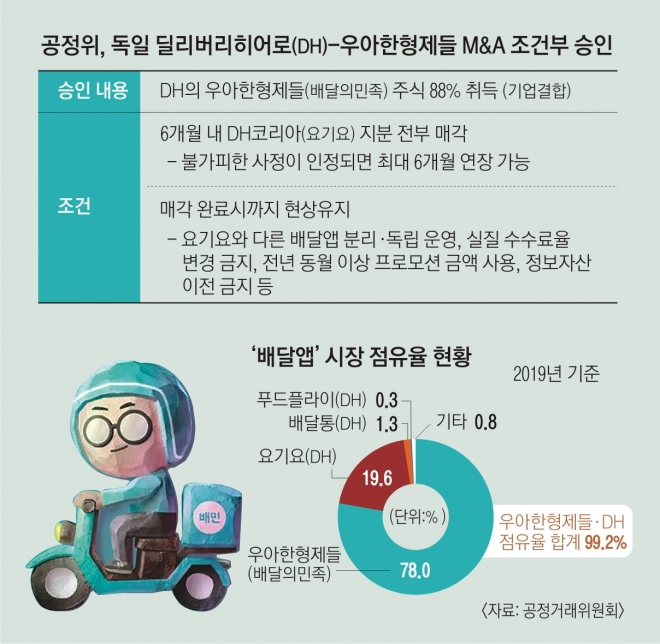 공정위, 독일 딜리버리히어로(DH)–우아한형제들 M&A 조건부 승인
승인 내용
DH의 우아한형제들(배달의민족) 주식 88% 취득 (기업결합)
조건
6개월 내 DH코리아(요기요) 지분 전부 매각
– 불가피한 사정이 인정되면 최대 6개월 연장 가능
매각 완료시까지 현상유지
– 요기요와 다른 배달앱 분리·독립 운영, 실질 수수료율
변경 금지, 전년 동월 이상 프로모션 금액 사용, 정보자산
이전 금지 등
‘배달앱’ 시장 점유율 현황
2019년 기준
푸드플라이(DH) 0.3
배달통(DH) 1.3
기타 0.8
요기요(DH)
19.6
(단위:%)
우아한형제들·DH
점유율 합계 99.2%
배민
우아한형제들
(배달의민족)
78.0
〈자료: 공정거래위원회〉